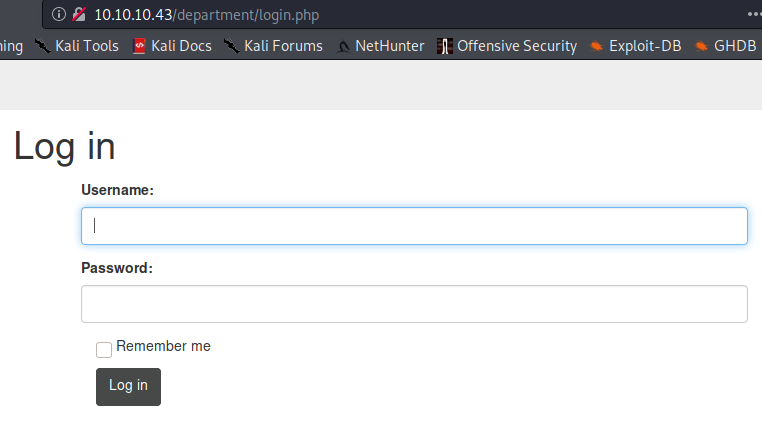 10.10.10.43/department/login.php
ning Kali Tools Kali Docs Kali Forums NetHunter Offensive Security Exploit-DB GHDB
Log in
Username:
Password:
Remember me
Log in